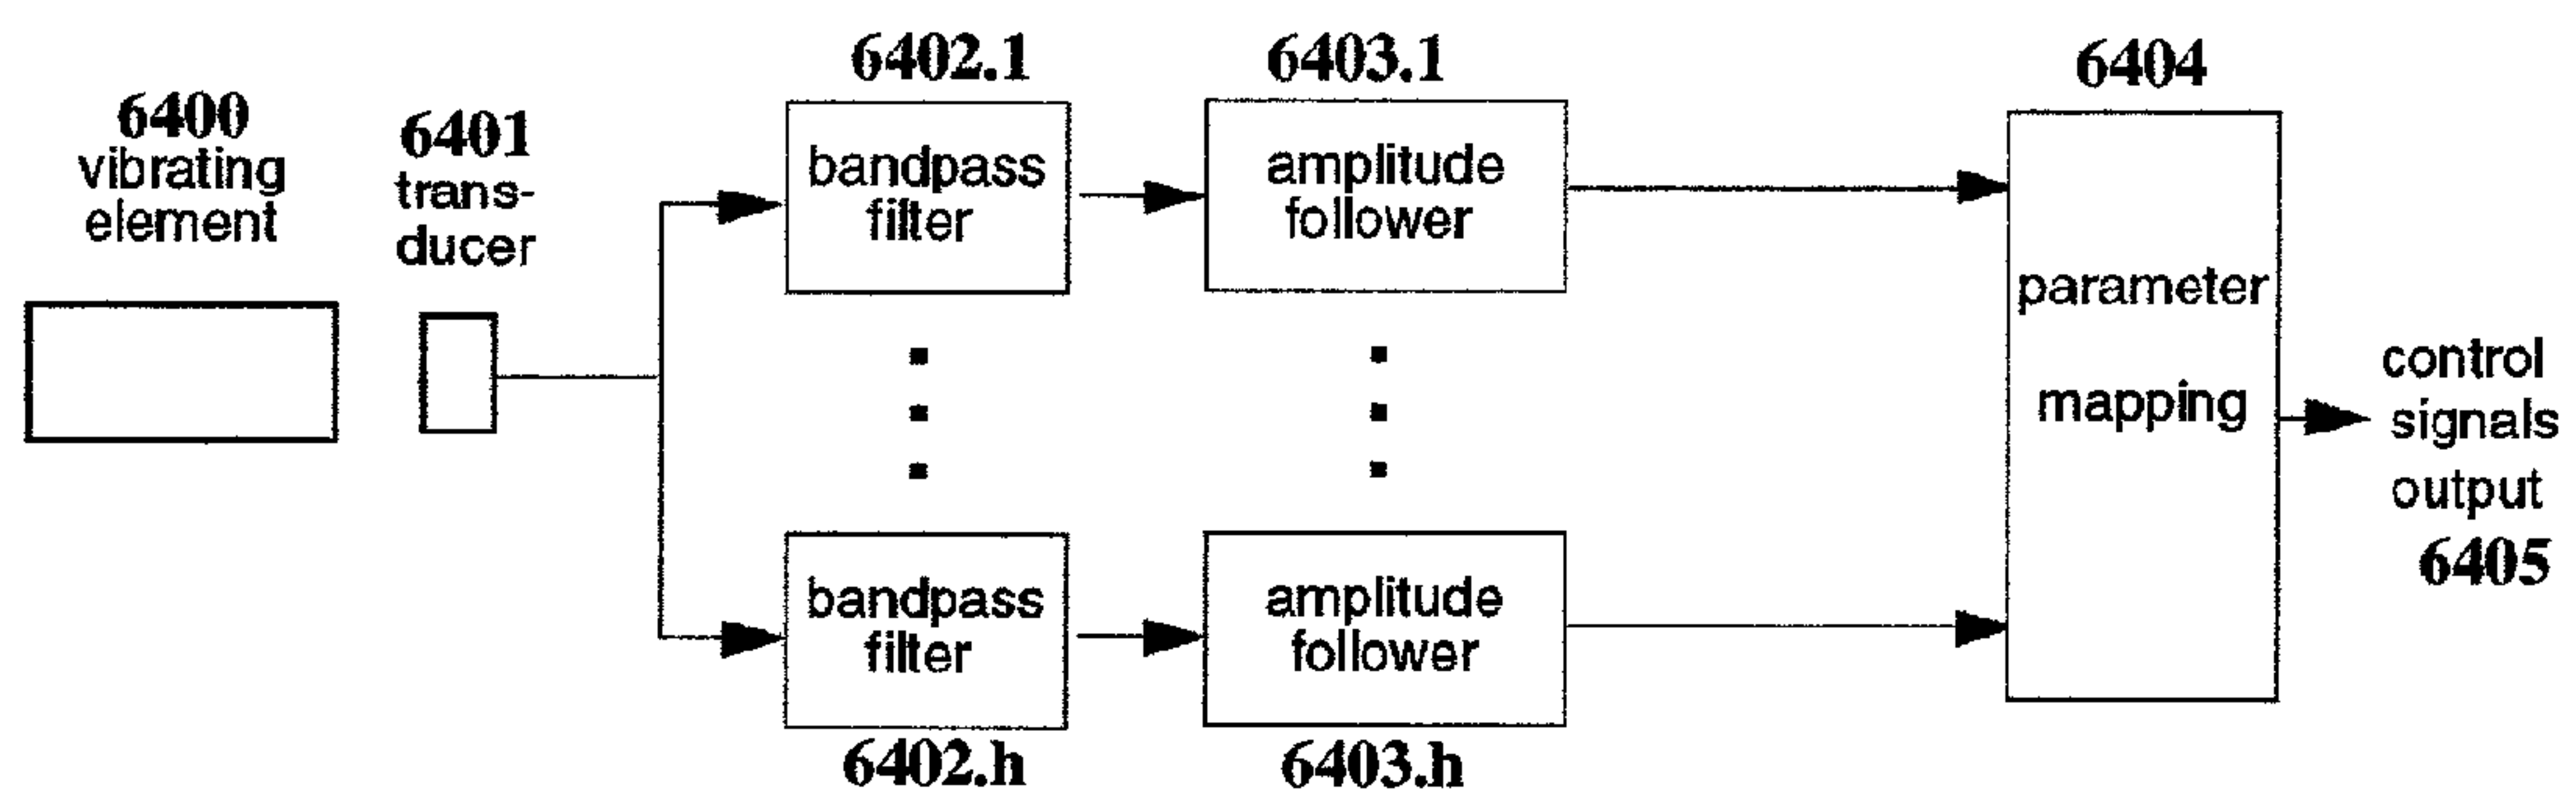 6400
vibrating
element
6401
trans-
ducer
6402.1
bandpass
filter
6403.1
amplitude
follower
6404
parameter
mapping
control
signals
output
6405
bandpass
filter
6402.h
amplitude
follower
6403.h